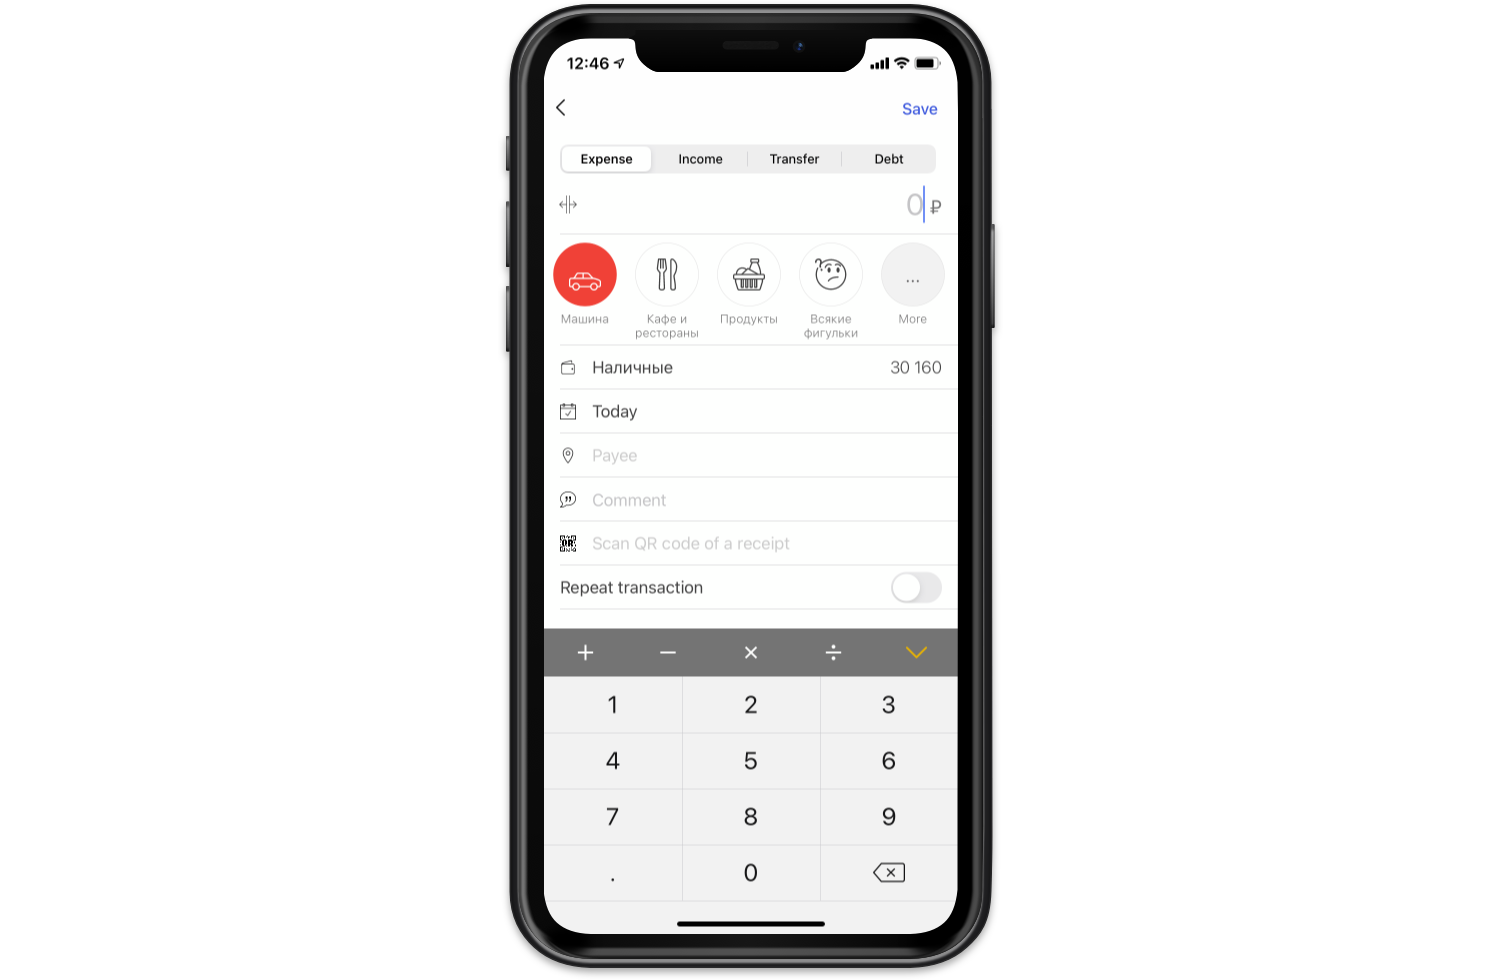 12:46
Save
Expense Income Transfer Debt
0 ₽
Машина Кафе и рестораны Продукты Всякие фигульки More
Наличные 30 160
Today
Payee
Comment
QR Scan QR code of a receipt
Repeat transaction
+ − × ÷
1 2 3
4 5 6
7 8 9
. 0